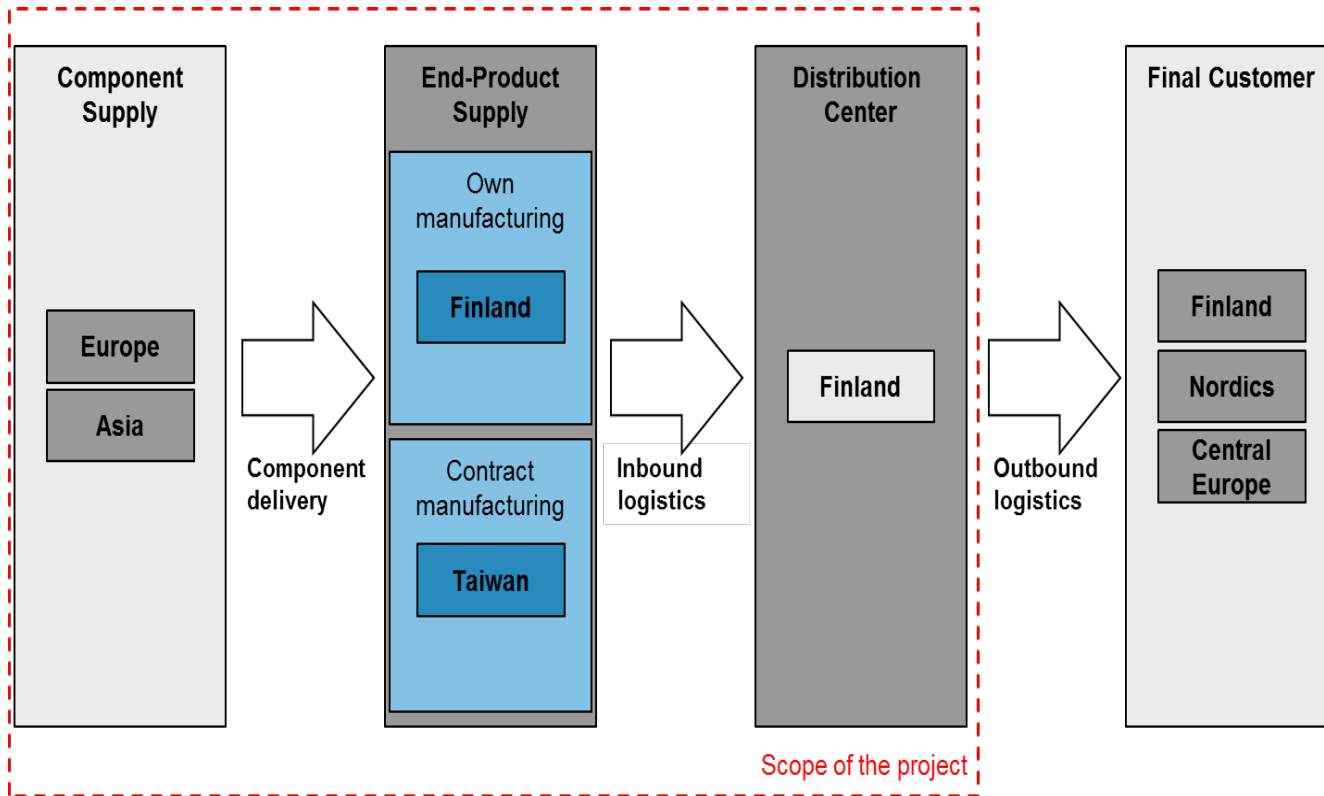 Component
Supply
Europe
Asia
Component
delivery
End-Product
Supply
Own
manufacturing
Finland
Contract
manufacturing
Taiwan
Inbound
logistics
Distribution
Center
Finland
Outbound
logistics
Final Customer
Finland
Nordics
Central
Europe
Scope of the project